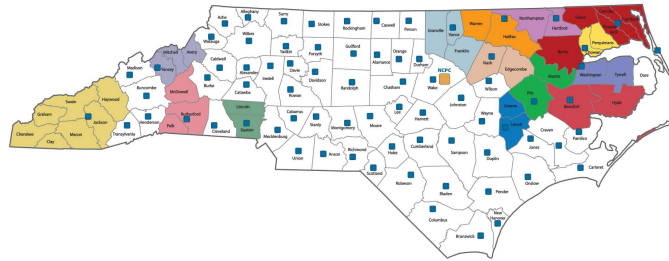 Ashe
Alleghany
Surry
Stokes
Rockingham
Caswell
Person
Granville
Vance
Warren
Northampton
Halifax
Hertford
Gates
Bertie
Perquimans
Chowan
Watauga
Wilkes
Yadkin
Forsyth
Guilford
Alamance
Orange
Durham
Franklin
Nash
Edgecombe
Martin
Washington
Tyrrell
Dare
Mitchell
Avery
Yancey
Caldwell
Alexander
Iredell
Davie
Davidson
Randolph
Chatham
NCPC
Wake
Wilson
Pitt
Beaufort
Hyde
Madison
Buncombe
McDowell
Burke
Catawba
Rowan
Lee
Harnett
Johnston
Wayne
Greene
Lenoir
Craven
Pamlico
Swain
Graham
Haywood
Jackson
Cherokee
Clay
Macon
Transylvania
Henderson
Polk
Rutherford
Cleveland
Lincoln
Gaston
Mecklenburg
Cabarrus
Stanly
Montgomery
Moore
Union
Anson
Richmond
Scotland
Hoke
Cumberland
Sampson
Duplin
Jones
Carteret
Onslow
Robeson
Bladen
Pender
Columbus
New
Hanover
Brunswick